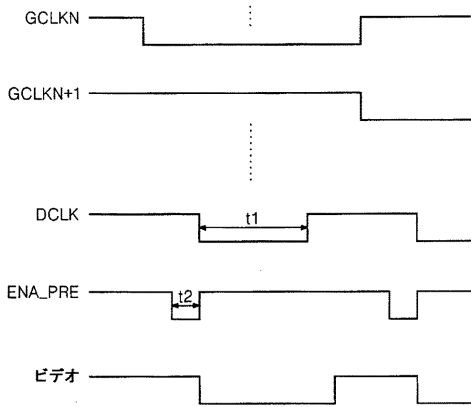 GCLKN
GCLKN+1
DCLK
t1
ENA_PRE
t2
ビデオ